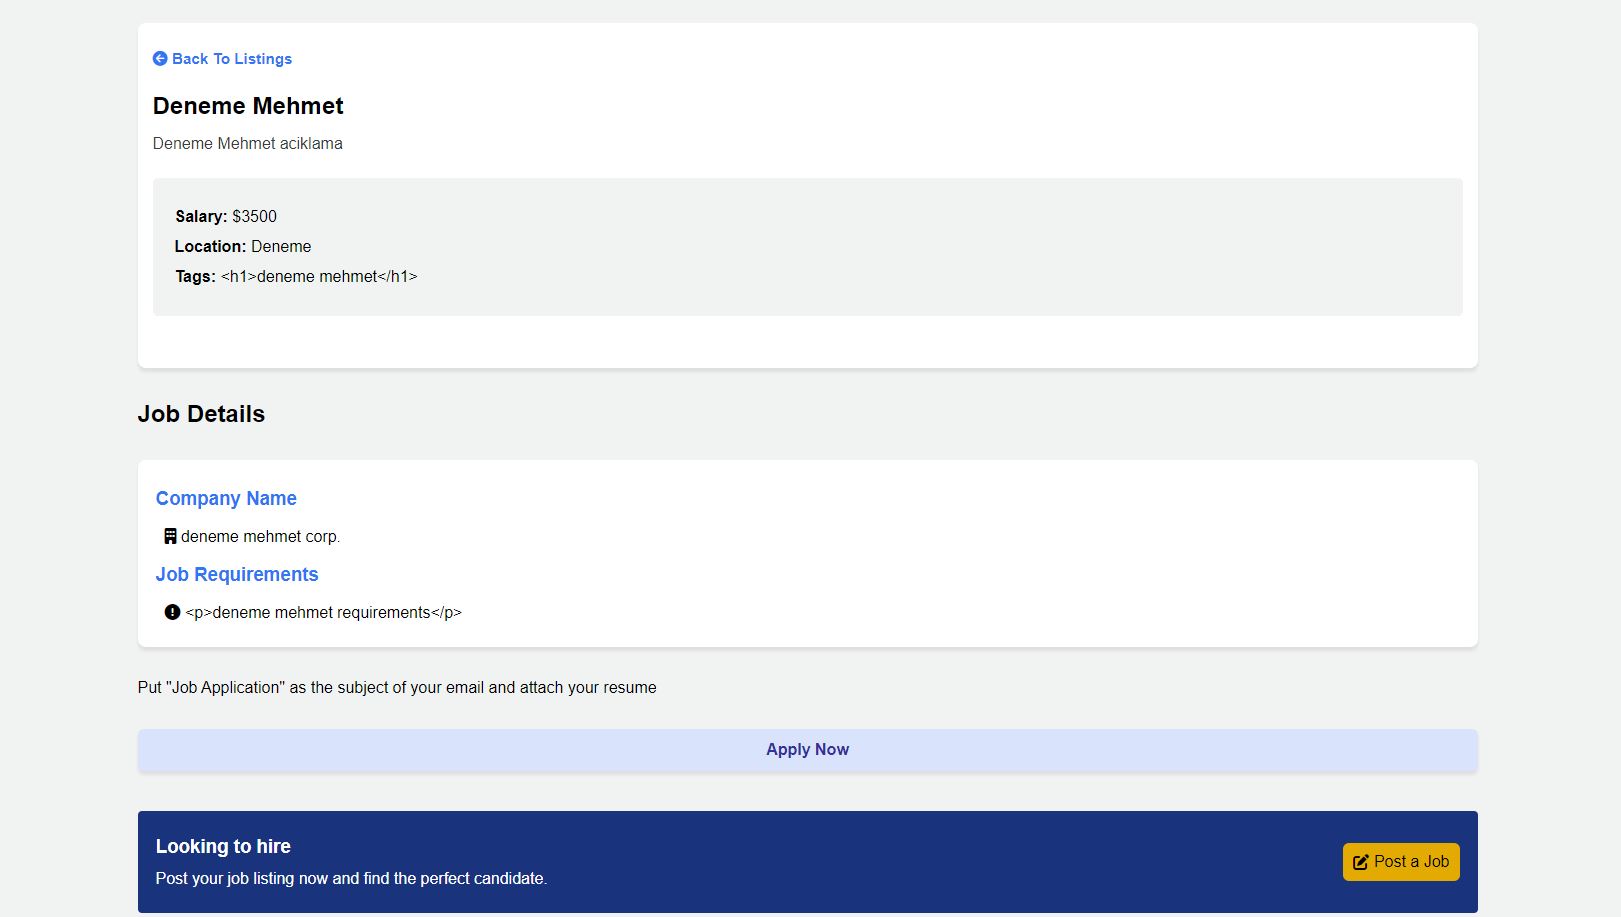 Back To Listings
Deneme Mehmet
Deneme Mehmet aciklama
Salary: $3500
Location: Deneme
Tags: <h1>deneme mehmet</h1>
Job Details
Company Name
deneme mehmet corp.
Job Requirements
<p>deneme mehmet requirements</p>
Put "Job Application" as the subject of your email and attach your resume
Apply Now
Looking to hire
Post your job listing now and find the perfect candidate.
Post a Job